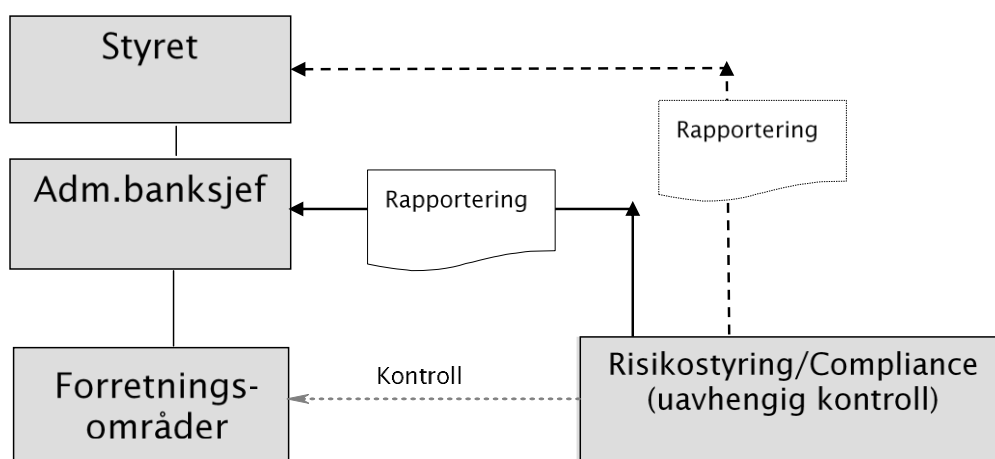 Styret
Rapportering
Adm.banksjef
Rapportering
Kontroll
Risikostyring/Compliance
(uavhengig kontroll)
Forretnings-
områder